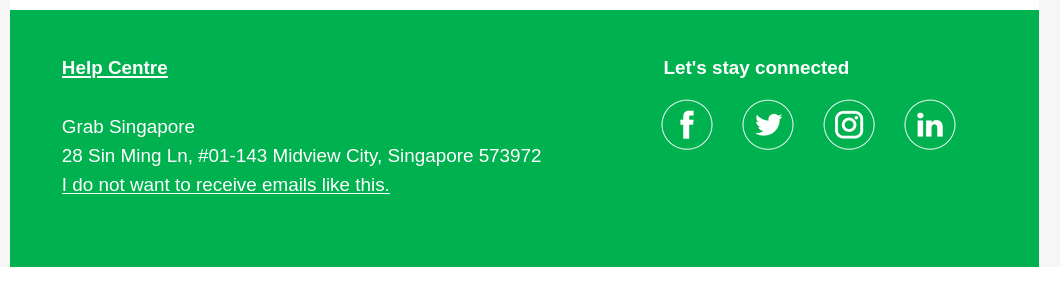 Help Centre
Let's stay connected
Grab Singapore
28 Sin Ming Ln, #01-143 Midview City, Singapore 573972
I do not want to receive emails like this.